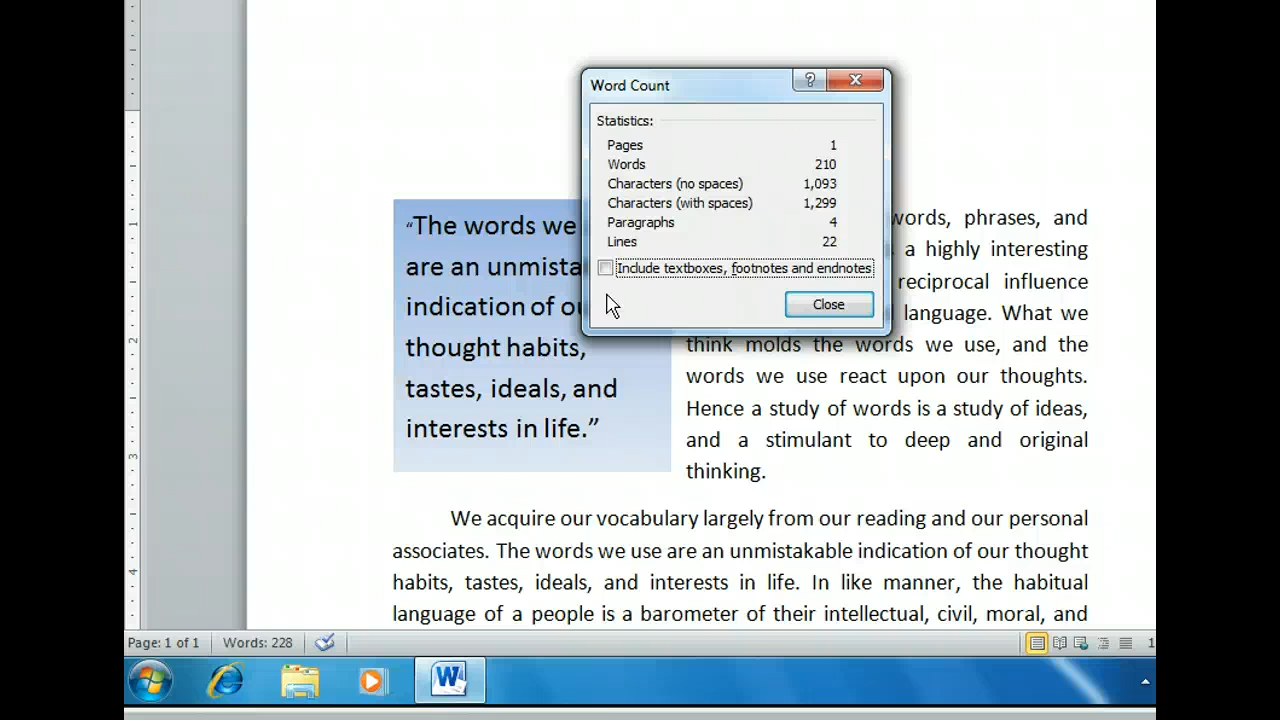 Word Count
?
Statistics:
Pages 1
Words 210
Characters (no spaces) 1,093
Characters (with spaces) 1,299
Paragraphs 4
Lines 22
Include textboxes, footnotes and endnotes
Close
“The words we
are an unmista
indication of ou
thought habits,
tastes, ideals, and
interests in life.”
words, phrases, and
a highly interesting
reciprocal influence
language. What we
think molds the words we use, and the
words we use react upon our thoughts.
Hence a study of words is a study of ideas,
and a stimulant to deep and original
thinking.
We acquire our vocabulary largely from our reading and our personal
associates. The words we use are an unmistakable indication of our thought
habits, tastes, ideals, and interests in life. In like manner, the habitual
language of a people is a barometer of their intellectual, civil, moral, and
1
2
3
4
Page: 1 of 1 Words: 228 1
W